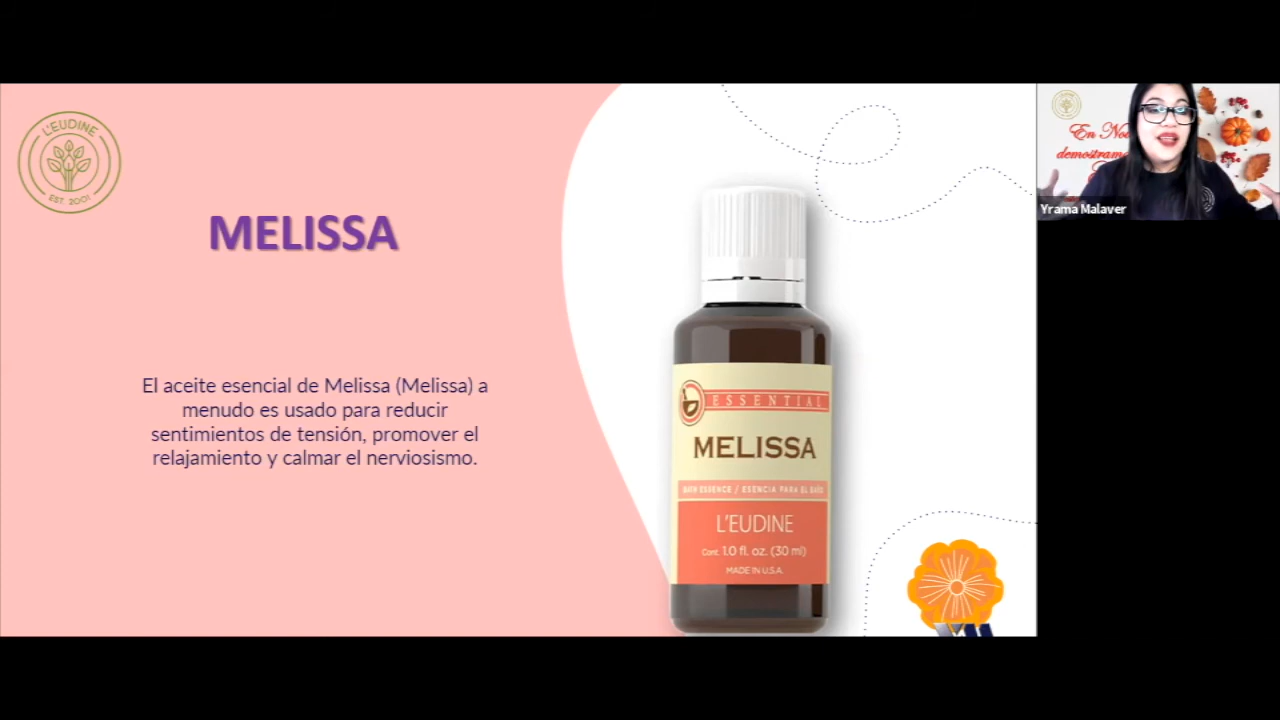 L'EUDINE
EST. 2001
MELISSA
El aceite esencial de Melissa (Melissa) a
menudo es usado para reducir
sentimientos de tensión, promover el
relajamiento y calmar el nerviosismo.
ESSENTIAL
MELISSA
BATH ESSENCE / ESENCIA PARA EL BAÑO
L'EUDINE
Cont. 1.0 fl. oz. (30 ml)
MADE IN U.S.A.
En
demostram
Yrama Malaver